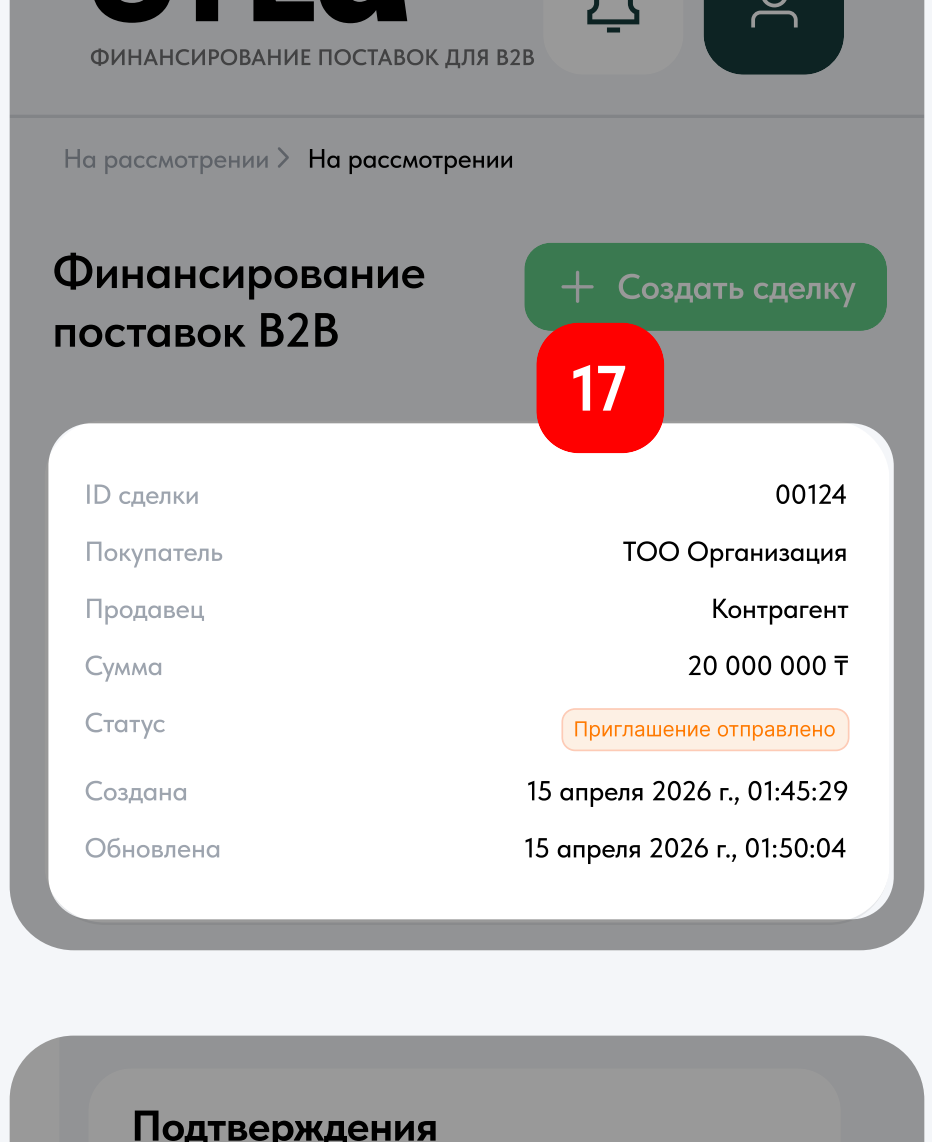 ФИНАНСИРОВАНИЕ ПОСТАВОК ДЛЯ B2B
На рассмотрении > На рассмотрении
Финансирование
поставок B2B
+ Создать сделку
17
ID сделки 00124
Покупатель ТОО Организация
Продавец Контрагент
Сумма 20 000 000 ₸
Статус Приглашение отправлено
Создана 15 апреля 2026 г., 01:45:29
Обновлена 15 апреля 2026 г., 01:50:04
Подтверждения